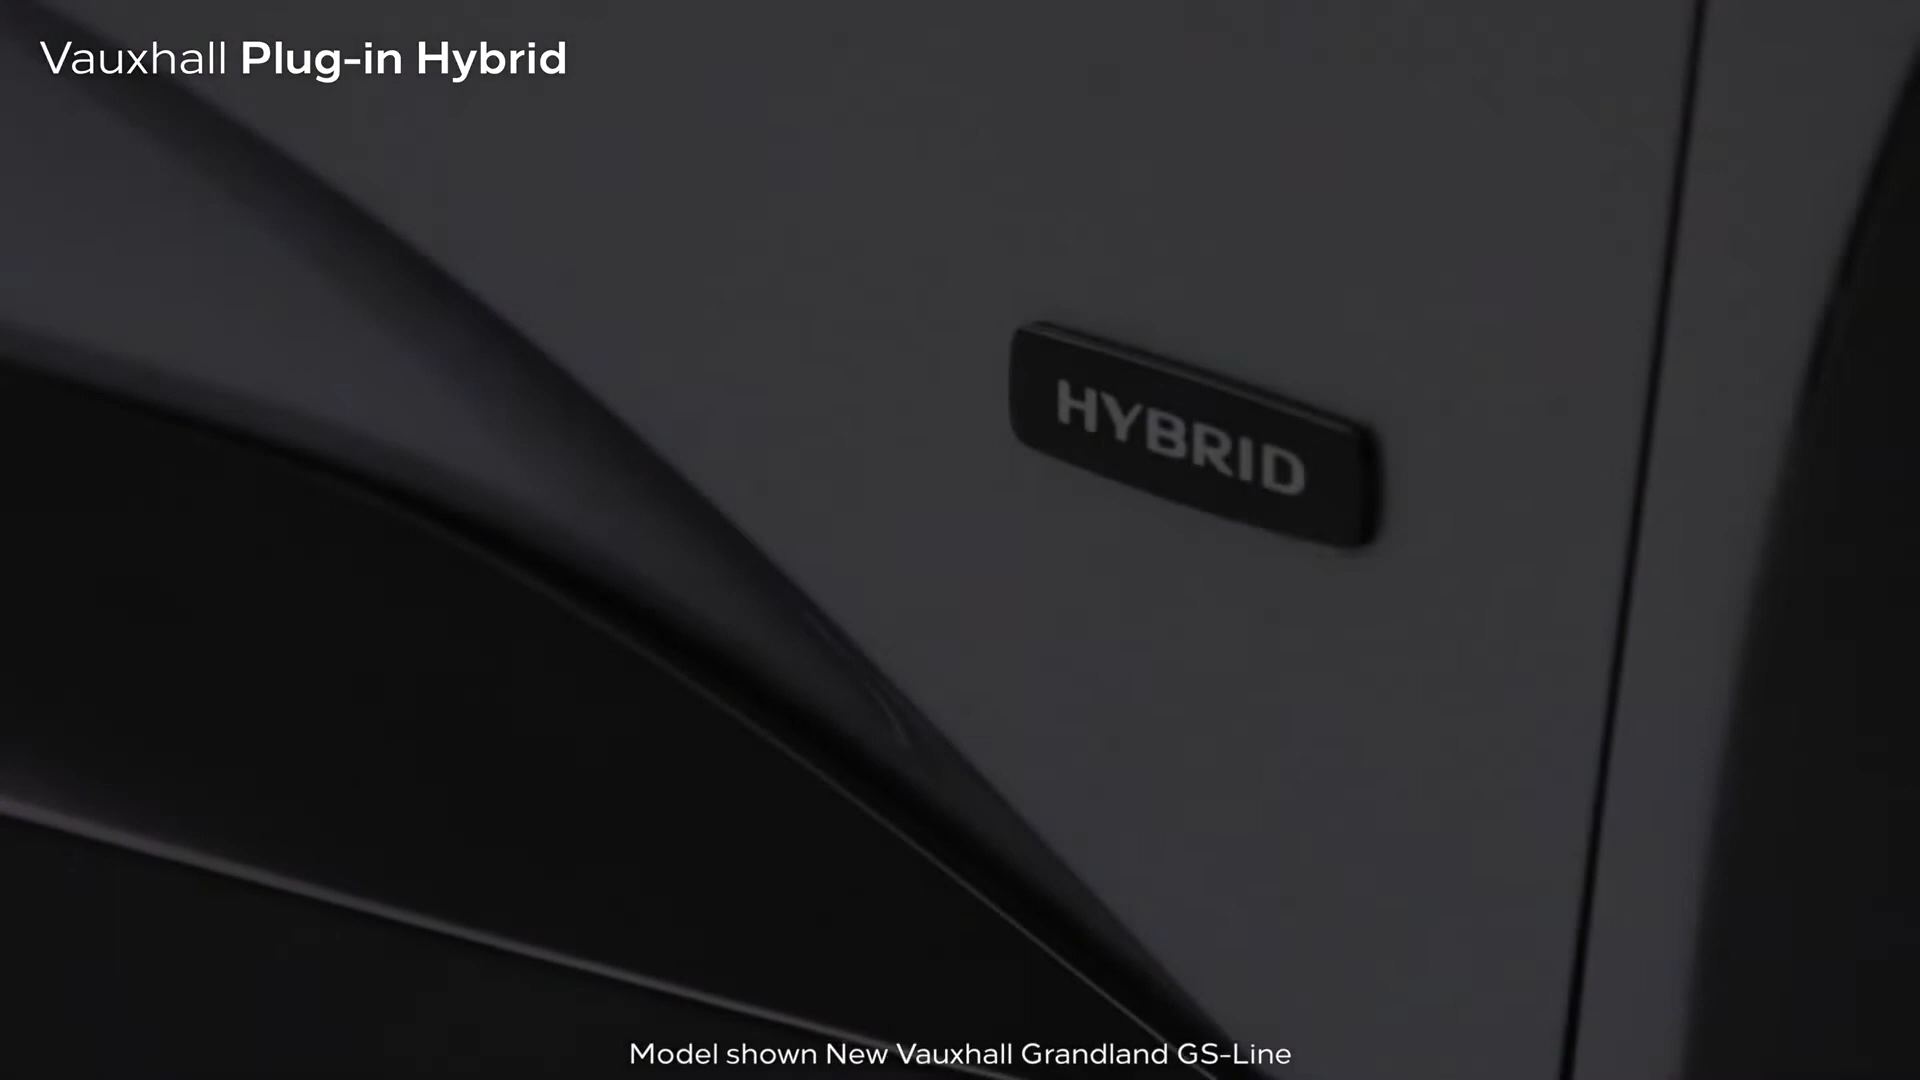 Vauxhall Plug-in Hybrid
HYBRID
Model shown New Vauxhall Grandland GS-Line